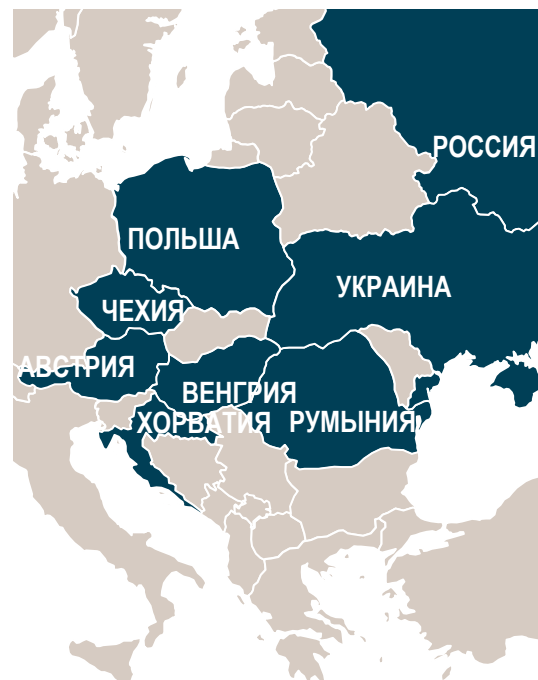 РОССИЯ
ПОЛЬША
УКРАИНА
ЧЕХИЯ
АВСТРИЯ
ВЕНГРИЯ
ХОРВАТИЯ
РУМЫНИЯ